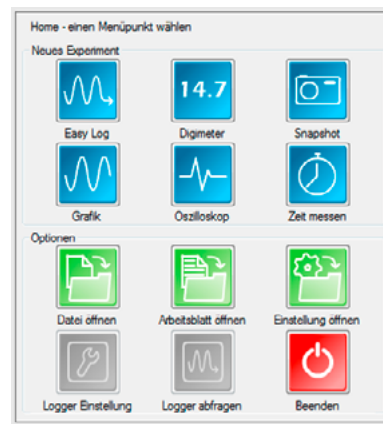 Home - einen Menüpunkt wählen
Neues Experiment
14.7
Easy Log Digimeter Snapshot
Grafik Oszilloskop Zeit messen
Optionen
Datei öffnen Arbeitsblatt öffnen Einstellung öffnen
Logger Einstellung Logger abfragen Beenden